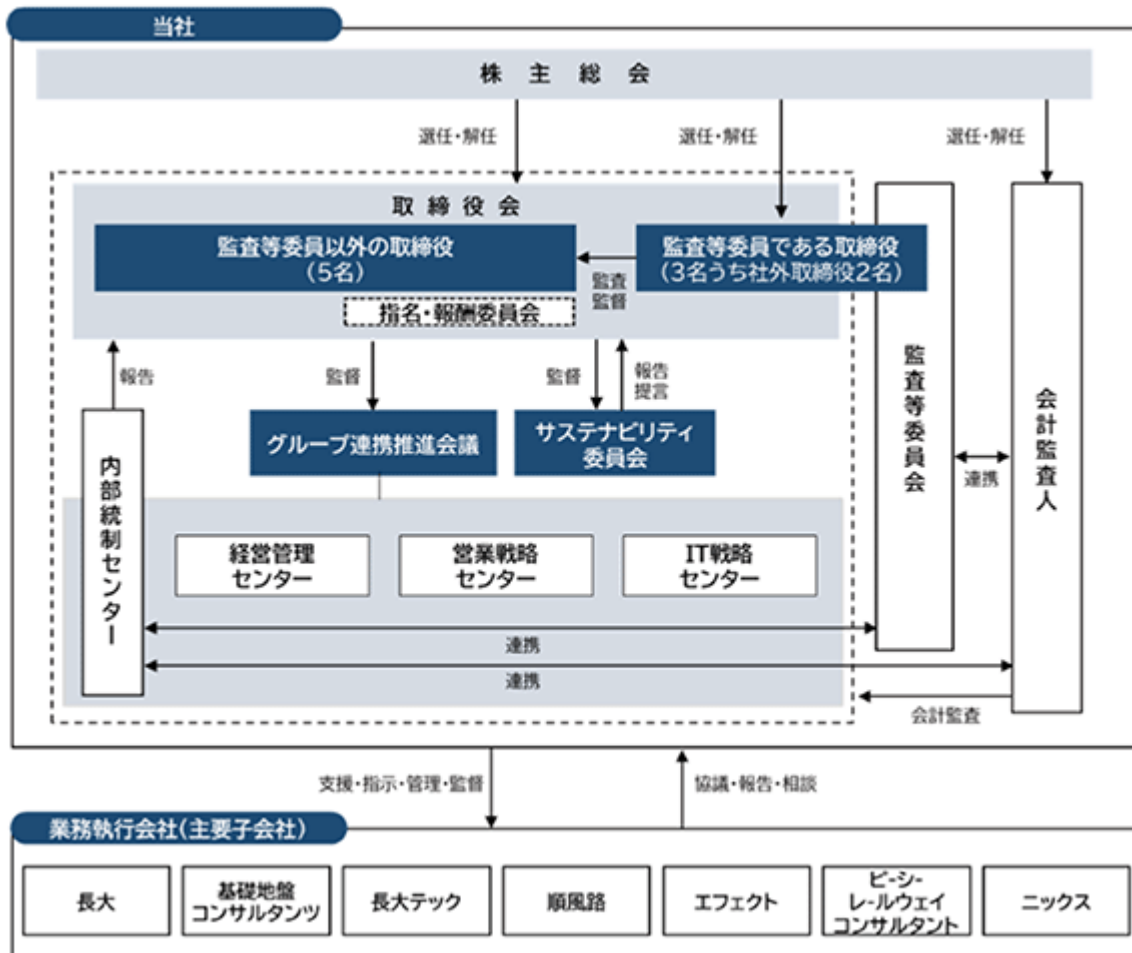 当社
株主総会
選任・解任
選任・解任
選任・解任
取締役会
監査等委員以外の取締役
(5名)
監査等委員である取締役
(3名うち社外取締役2名)
監査
監督
指名・報酬委員会
報告
監督
監督
報告
提言
グループ連携推進会議
サステナビリティ
委員会
監査等委員会
会計監査人
連携
内部統制センター
経営管理
センター
営業戦略
センター
IT戦略
センター
連携
連携
会計監査
支援・指示・管理・監督
協議・報告・相談
業務執行会社(主要子会社)
長大
基礎地盤
コンサルタンツ
長大テック
順風路
エフェクト
ピーシー
レールウェイ
コンサルタント
ニックス